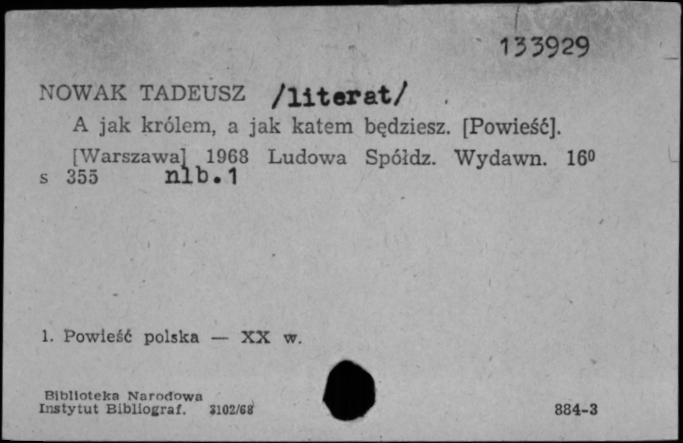 133929
NOWAK TADEUSZ /literat/
A jak królem, a jak katem będziesz. [Powieść].
[Warszawa] 1968 Ludowa Spółdz. Wydawn. 16⁰
s 355 nlb.1
1. Powieść polska — XX w.
Biblioteka Narodowa
Instytut Bibliograf. 3102/68
884-3